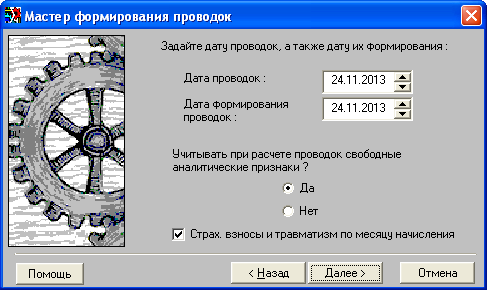 Мастер формирования проводок
Задайте дату проводок, а также дату их формирования :
Дата проводок :
24.11.2013
Дата формирования
проводок :
24.11.2013
Учитывать при расчете проводок свободные
аналитические признаки ?
Да
Нет
Страх. взносы и травматизм по месяцу начисления
Помощь
< Назад
Далее >
Отмена